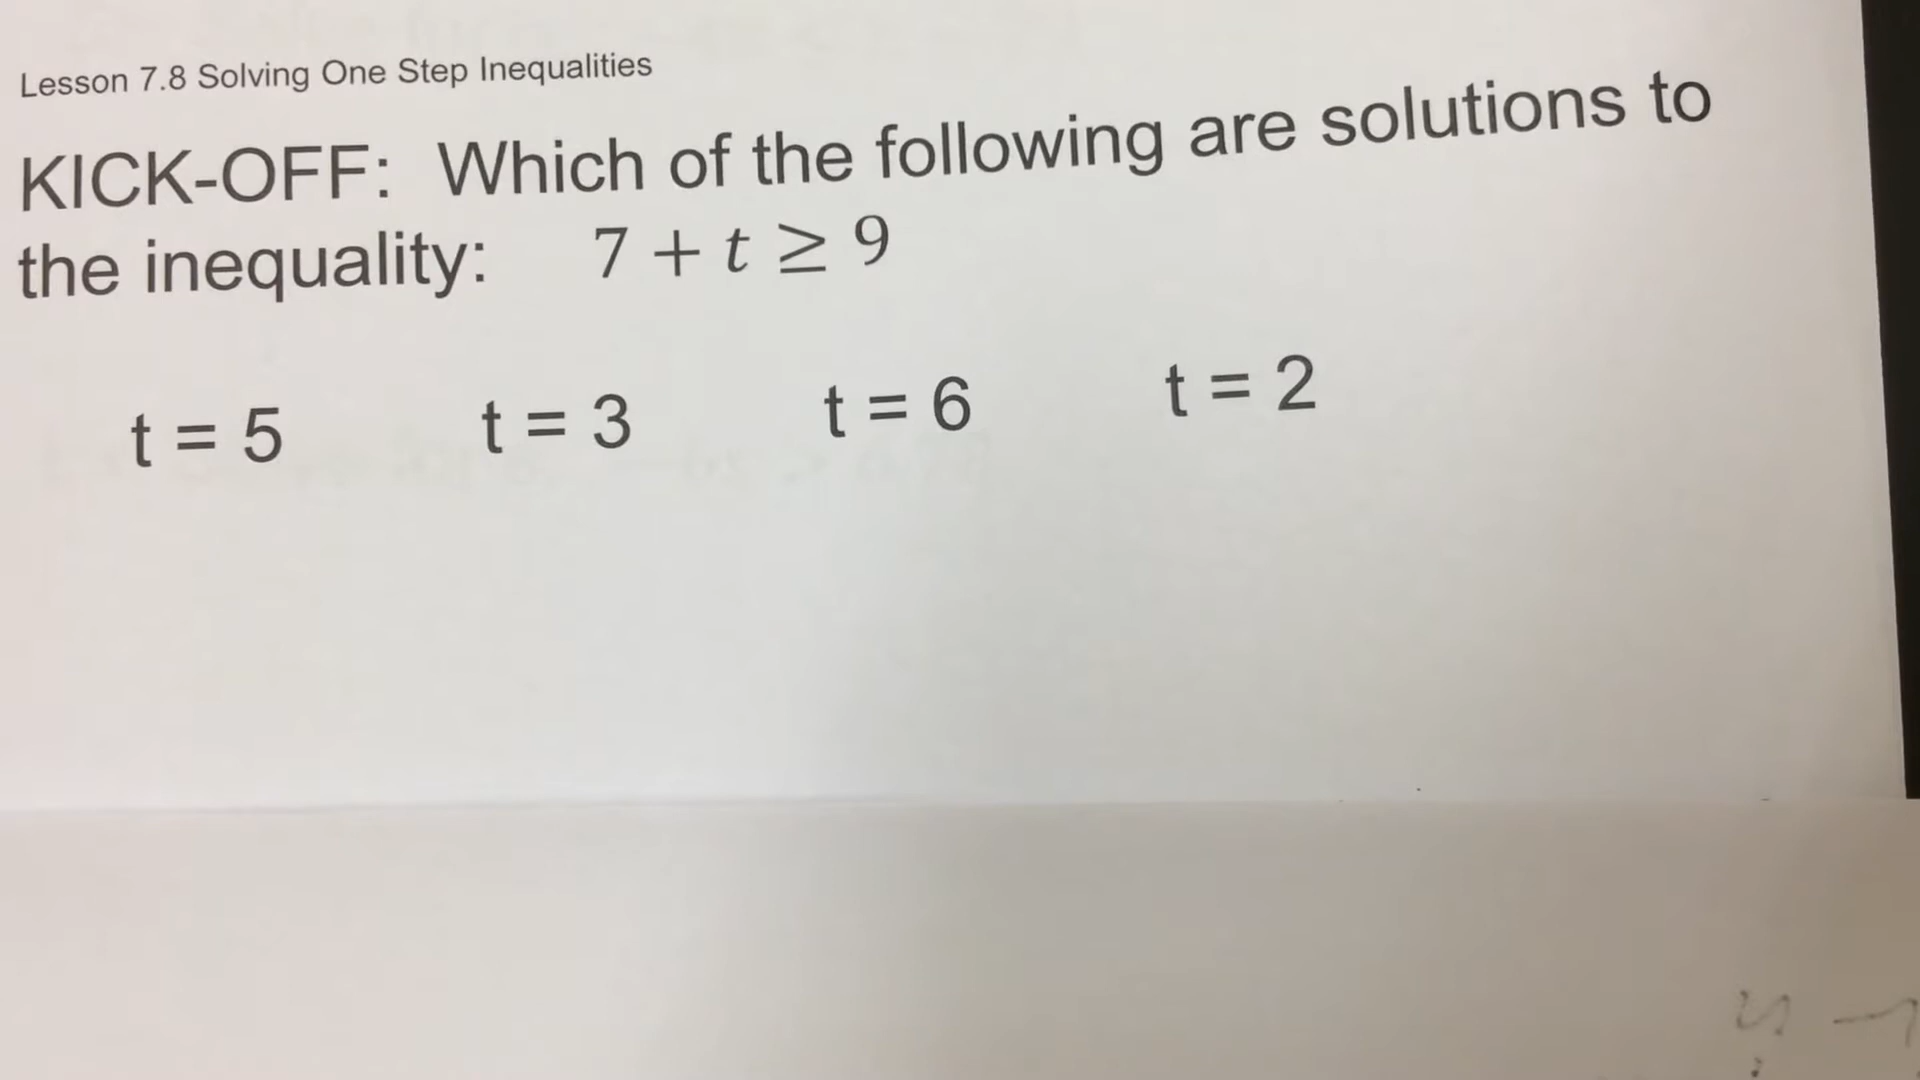 Lesson 7.8 Solving One Step Inequalities
KICK-OFF: Which of the following are solutions to
the inequality: 7 + t ≥ 9
t = 5 t = 3 t = 6 t = 2